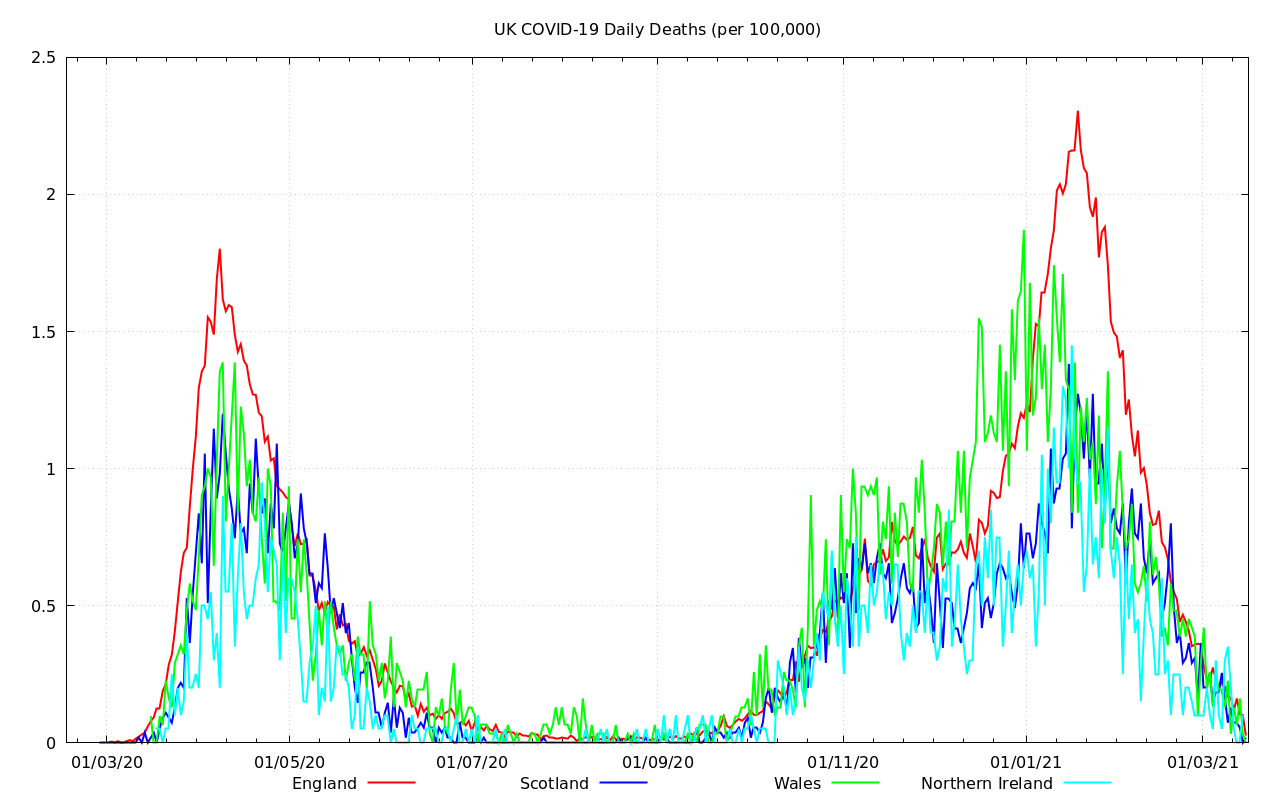 UK COVID-19 Daily Deaths (per 100,000)
2.5
2
1.5
1
0.5
0
01/03/20 01/05/20 01/07/20 01/09/20 01/11/20 01/01/21 01/03/21
England Scotland Wales Northern Ireland